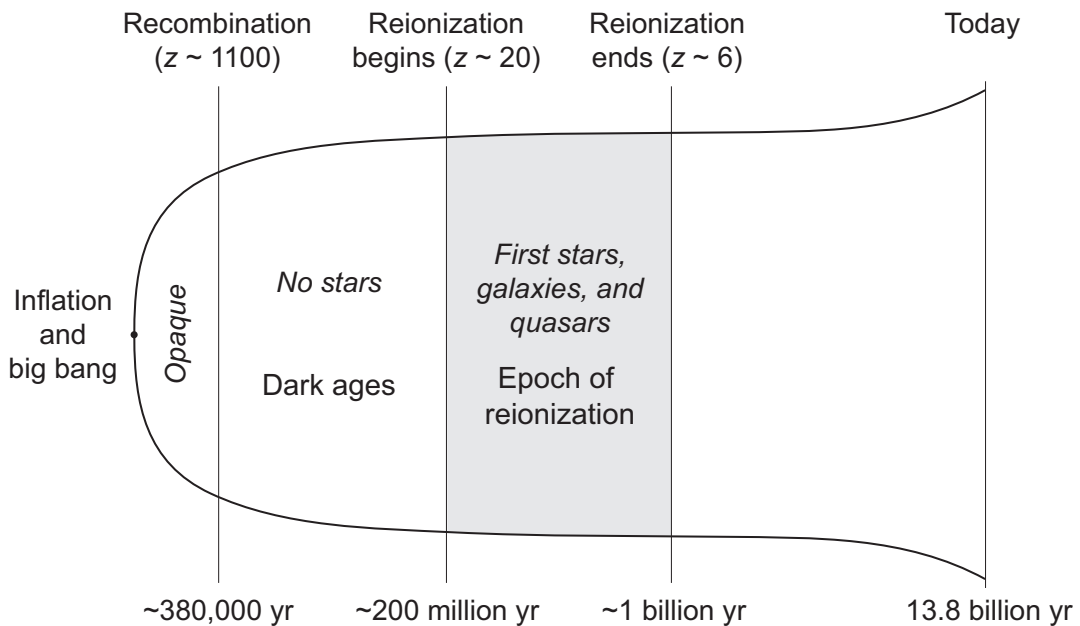 Recombination
(z ~ 1100)
Reionization
begins (z ~ 20)
Reionization
ends (z ~ 6)
Today
Inflation
and
big bang
Opaque
No stars
Dark ages
First stars,
galaxies, and
quasars
Epoch of
reionization
~380,000 yr
~200 million yr
~1 billion yr
13.8 billion yr